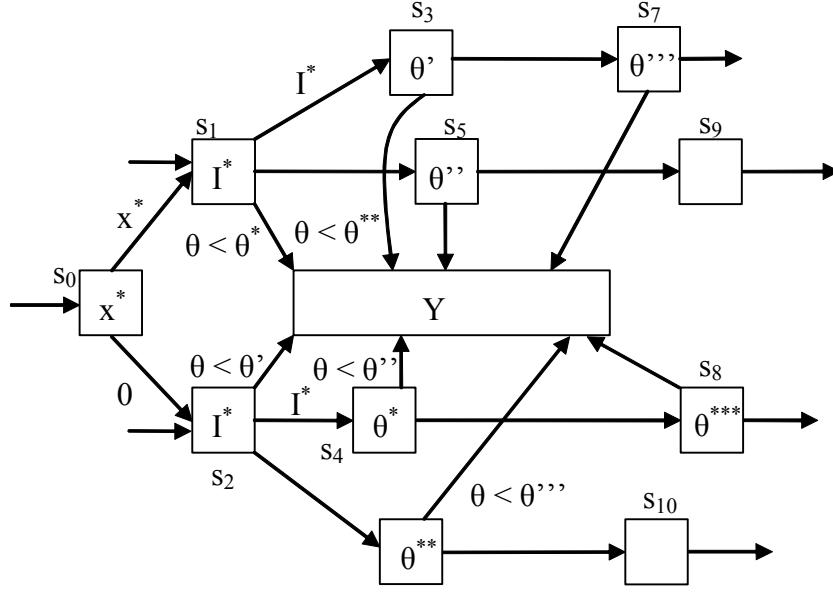 s₃
s₇
θ'
θ'''
I*
s₁
s₅
s₉
I*
θ''
x*
θ < θ*
θ < θ**
s₀
x*
Y
θ < θ'
θ < θ''
s₈
0
I*
I*
θ*
θ***
s₄
s₂
θ < θ'''
s₁₀
θ**